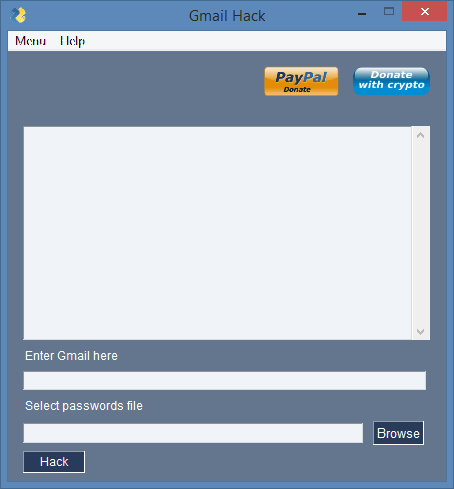 Gmail Hack
Menu Help
PayPal
Donate
Donate
with crypto
Enter Gmail here
Select passwords file
Browse
Hack